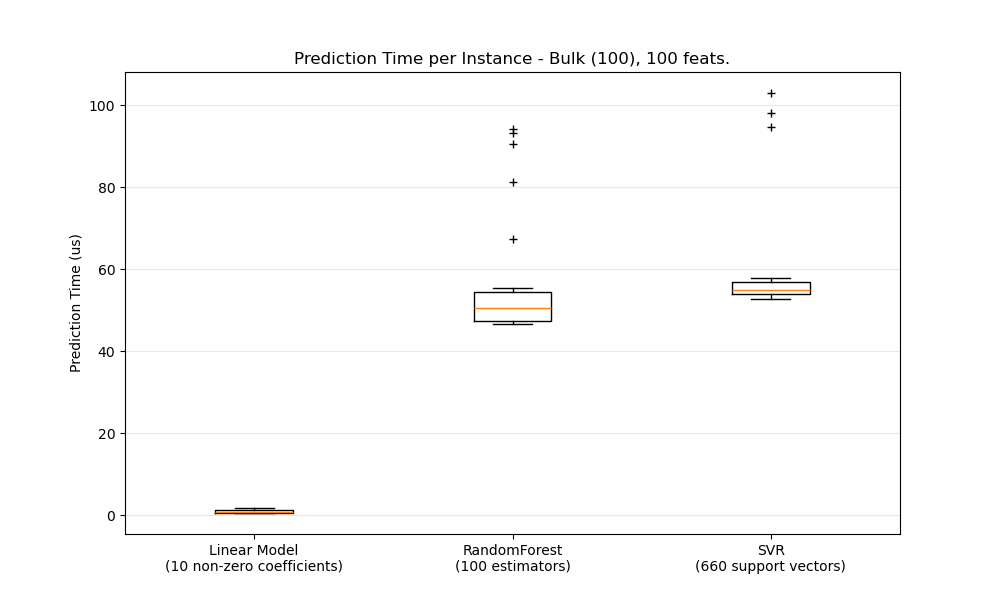 Prediction Time per Instance - Bulk (100), 100 feats.
Prediction Time (us)
100
80
60
40
20
0
Linear Model
(10 non-zero coefficients)
RandomForest
(100 estimators)
SVR
(660 support vectors)